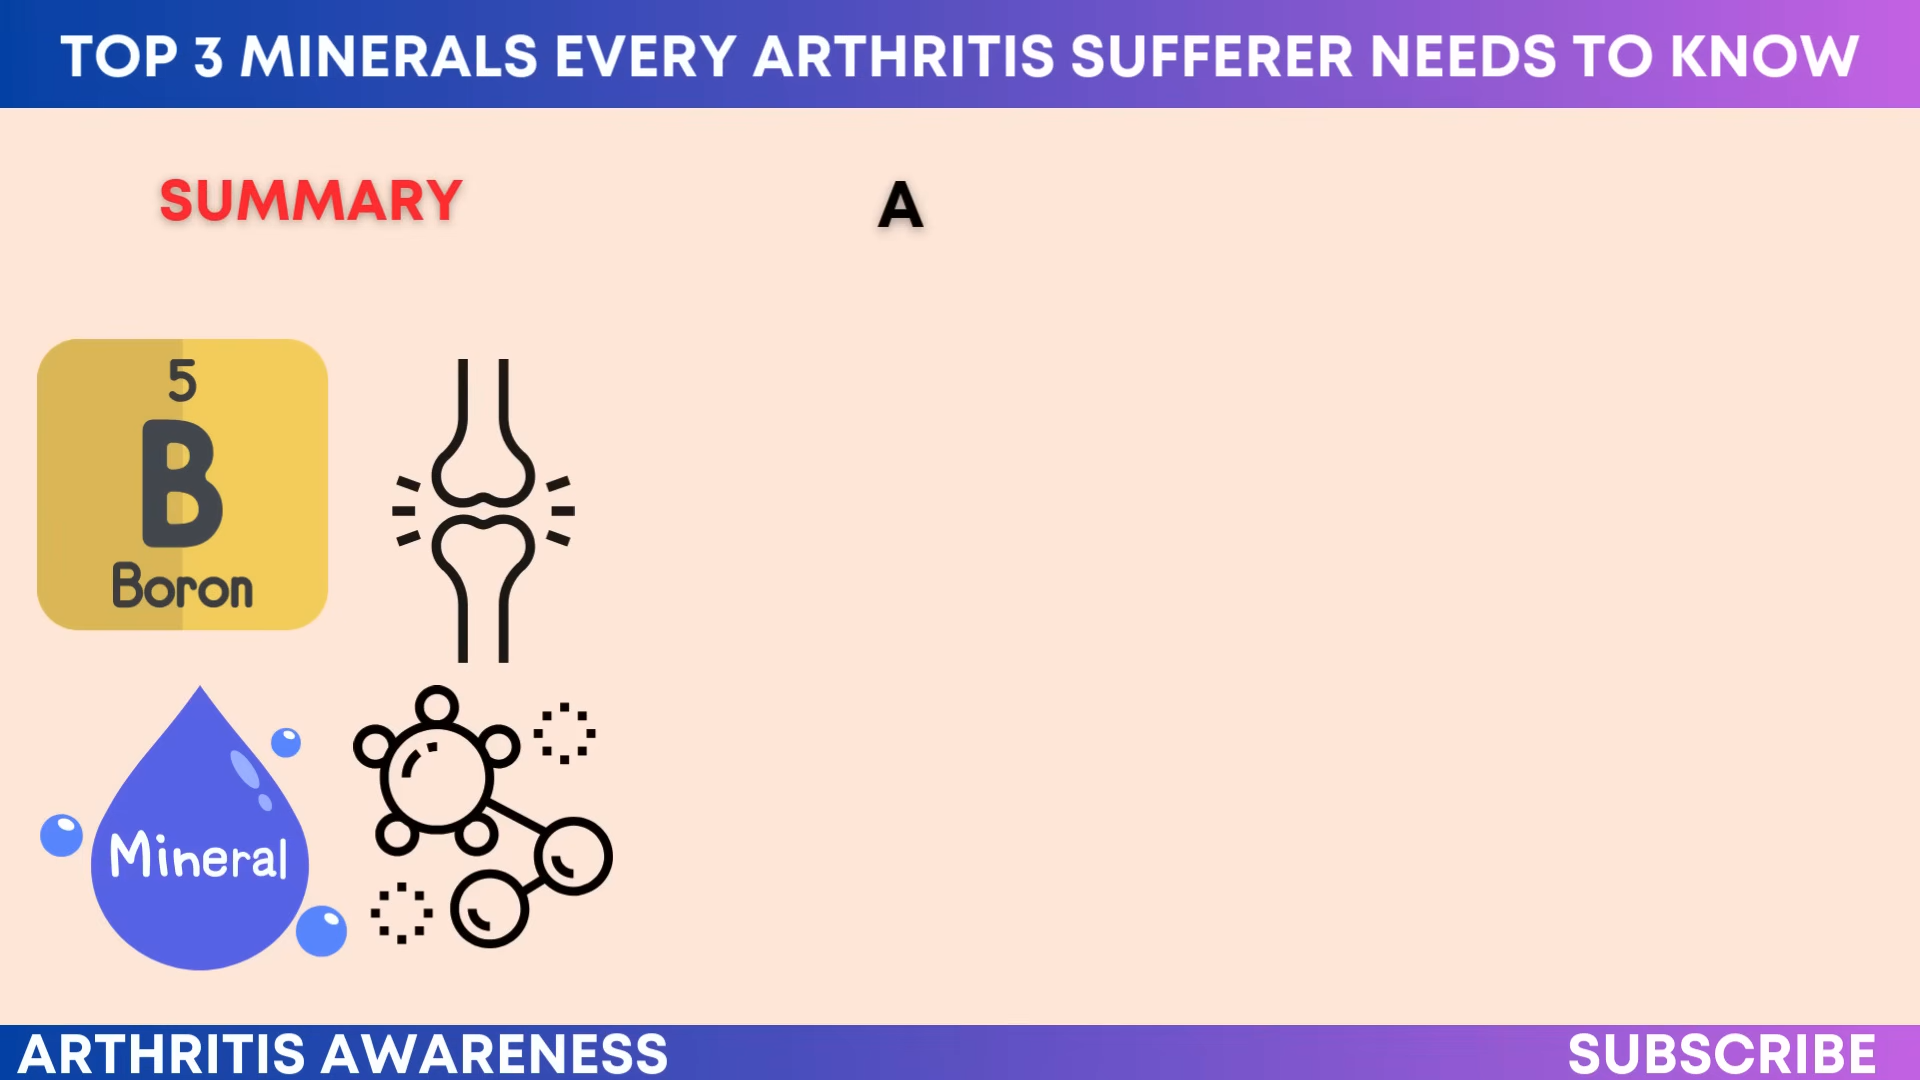 TOP 3 MINERALS EVERY ARTHRITIS SUFFERER NEEDS TO KNOW
SUMMARY
A
5
B
Boron
Mineral
ARTHRITIS AWARENESS
SUBSCRIBE